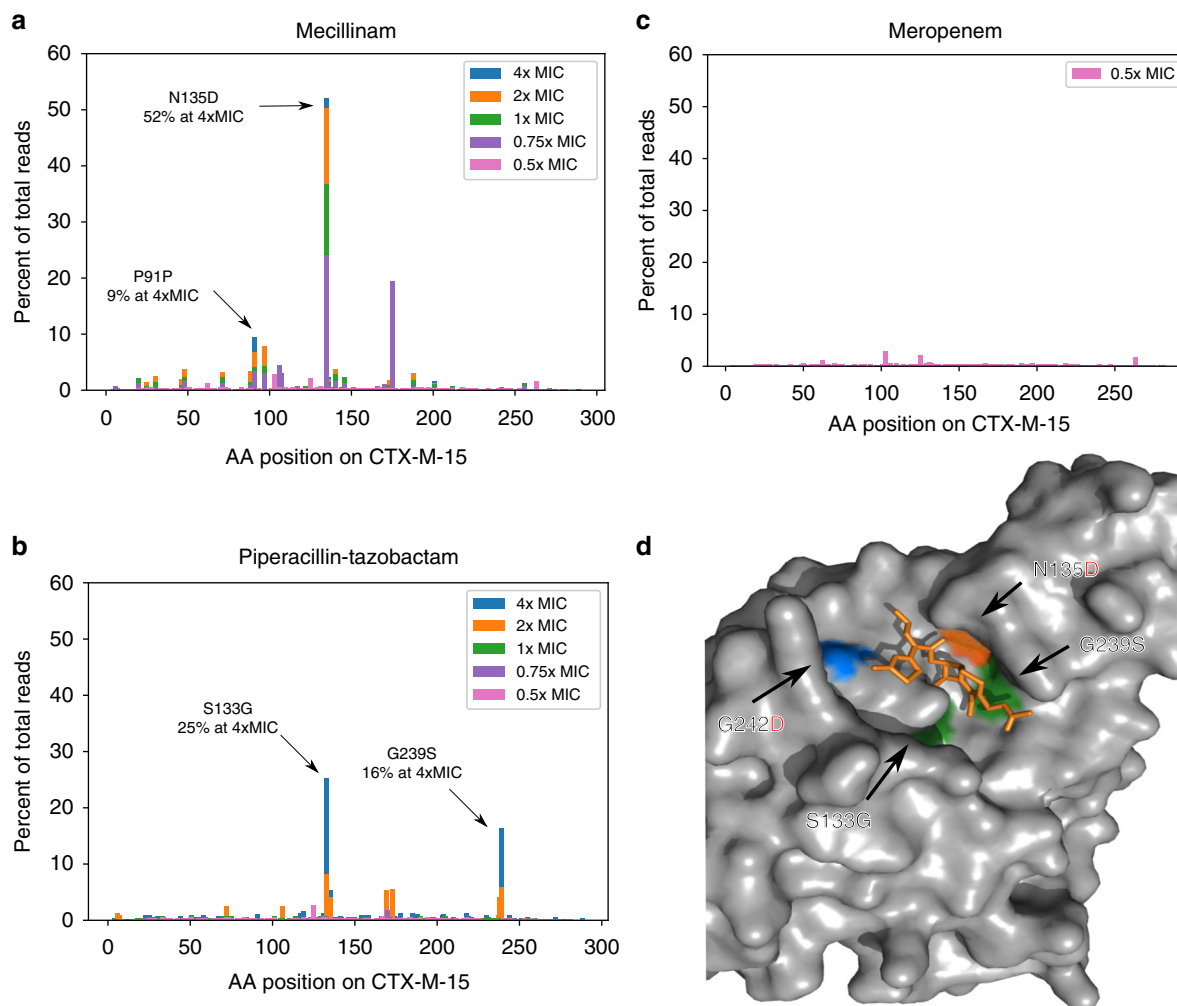 a
Mecillinam
Percent of total reads
60
50
40
30
20
10
0
0
50
100
150
200
250
300
AA position on CTX-M-15
N135D
52% at 4xMIC
P91P
9% at 4xMIC
4x MIC
2x MIC
1x MIC
0.75x MIC
0.5x MIC
c
Meropenem
Percent of total reads
60
50
40
30
20
10
0
0
50
100
150
200
250
AA position on CTX-M-15
0.5x MIC
b
Piperacillin-tazobactam
Percent of total reads
60
50
40
30
20
10
0
0
50
100
150
200
250
300
AA position on CTX-M-15
S133G
25% at 4xMIC
G239S
16% at 4xMIC
4x MIC
2x MIC
1x MIC
0.75x MIC
0.5x MIC
d
N135D
G239S
G242D
S133G